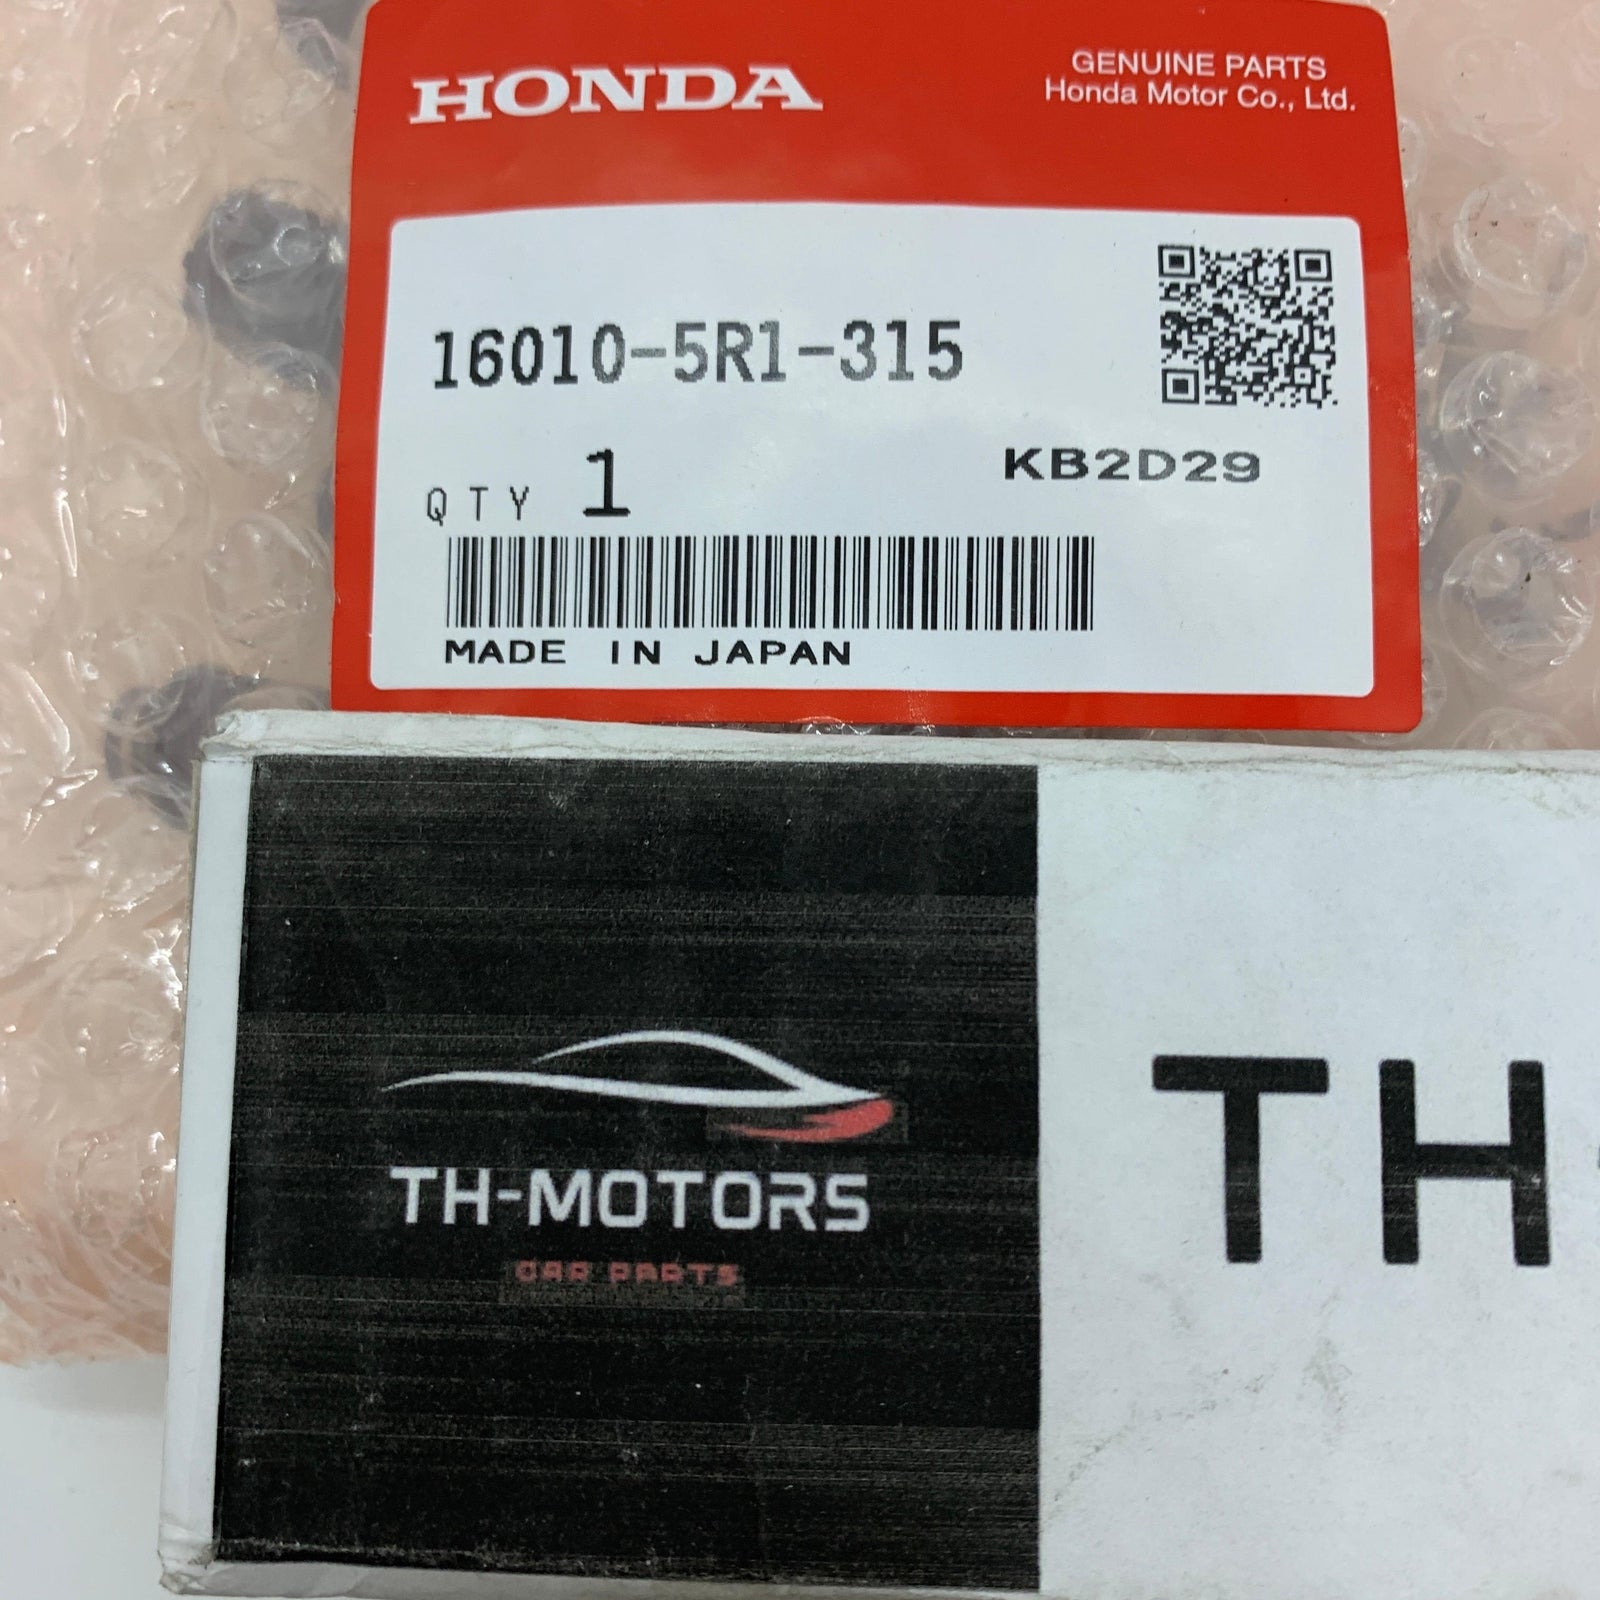 HONDA
GENUINE PARTS
Honda Motor Co., Ltd.
16010-5R1-315
QTY 1
KB2D29
MADE IN JAPAN
TH-MOTORS
CAR PARTS
TH